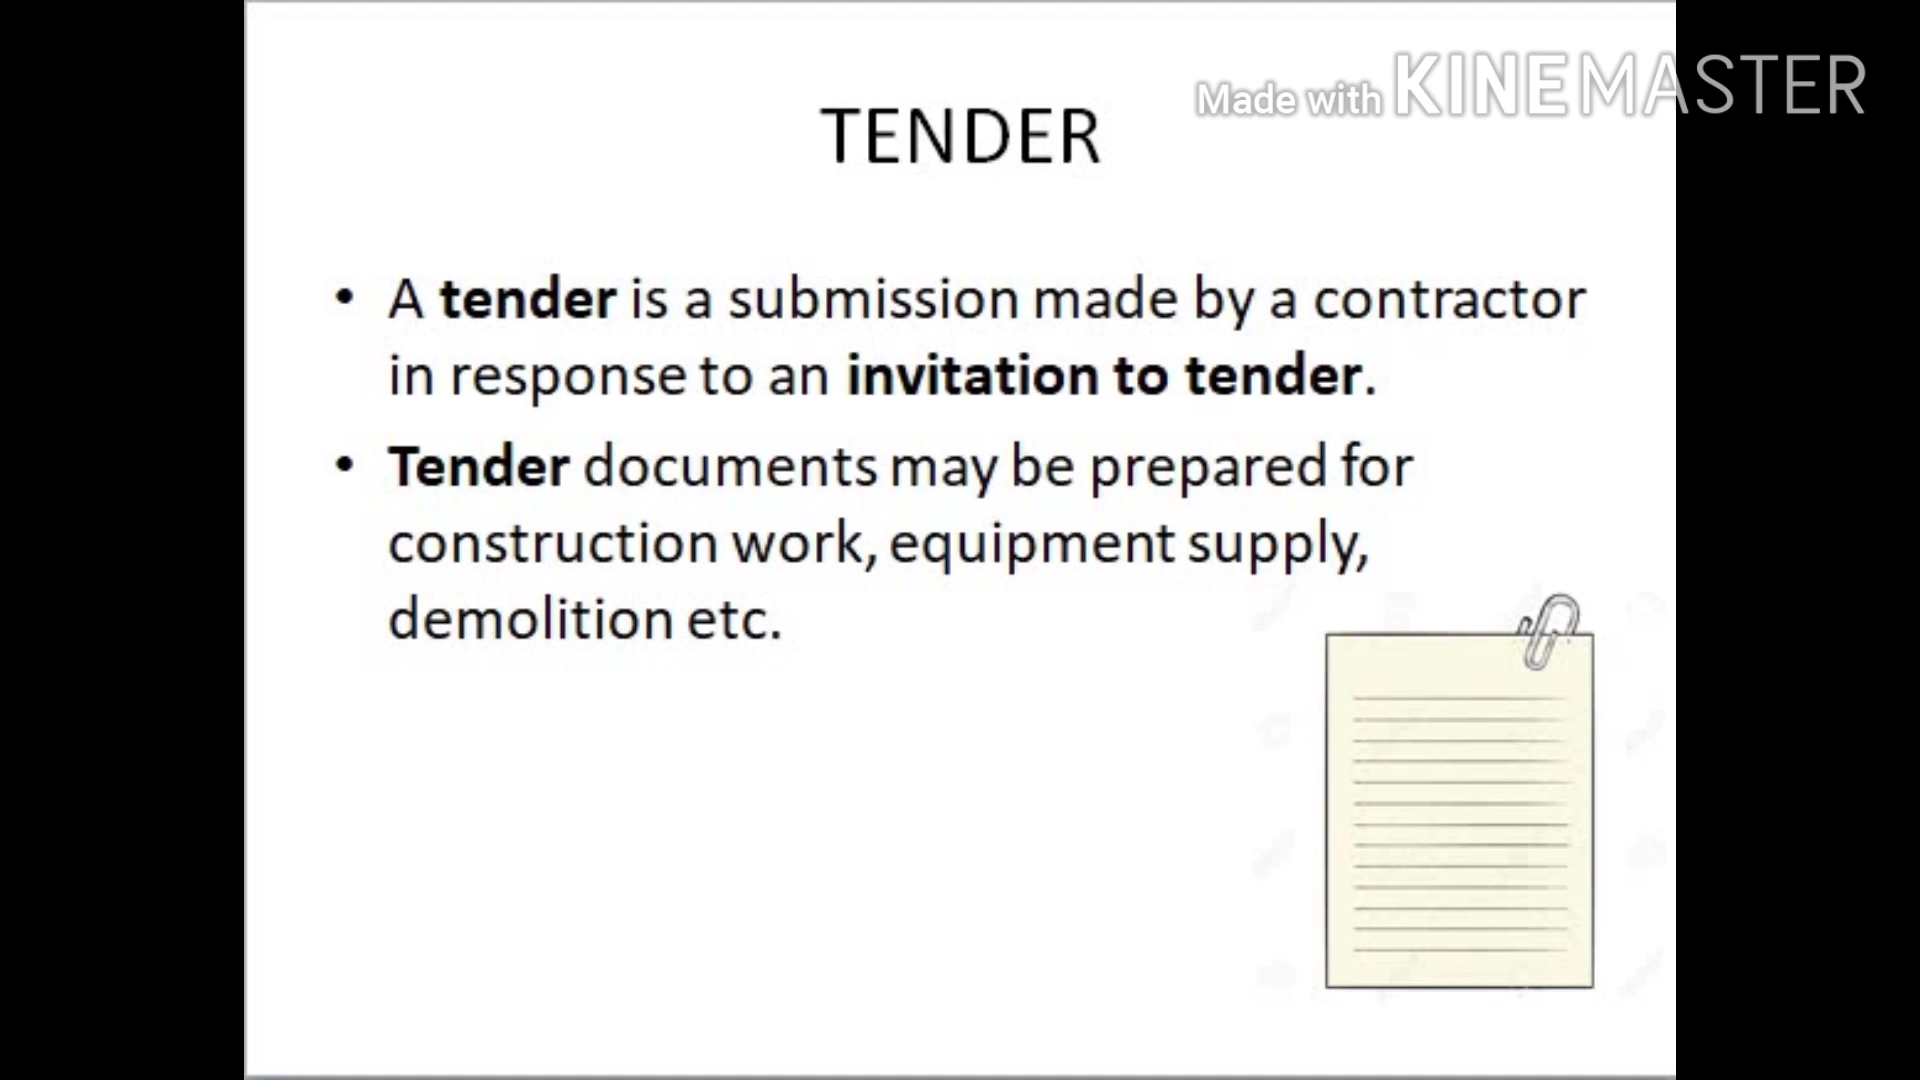 Made with KINEMASTER
TENDER
• A tender is a submission made by a contractor
in response to an invitation to tender.
• Tender documents may be prepared for
construction work, equipment supply,
demolition etc.